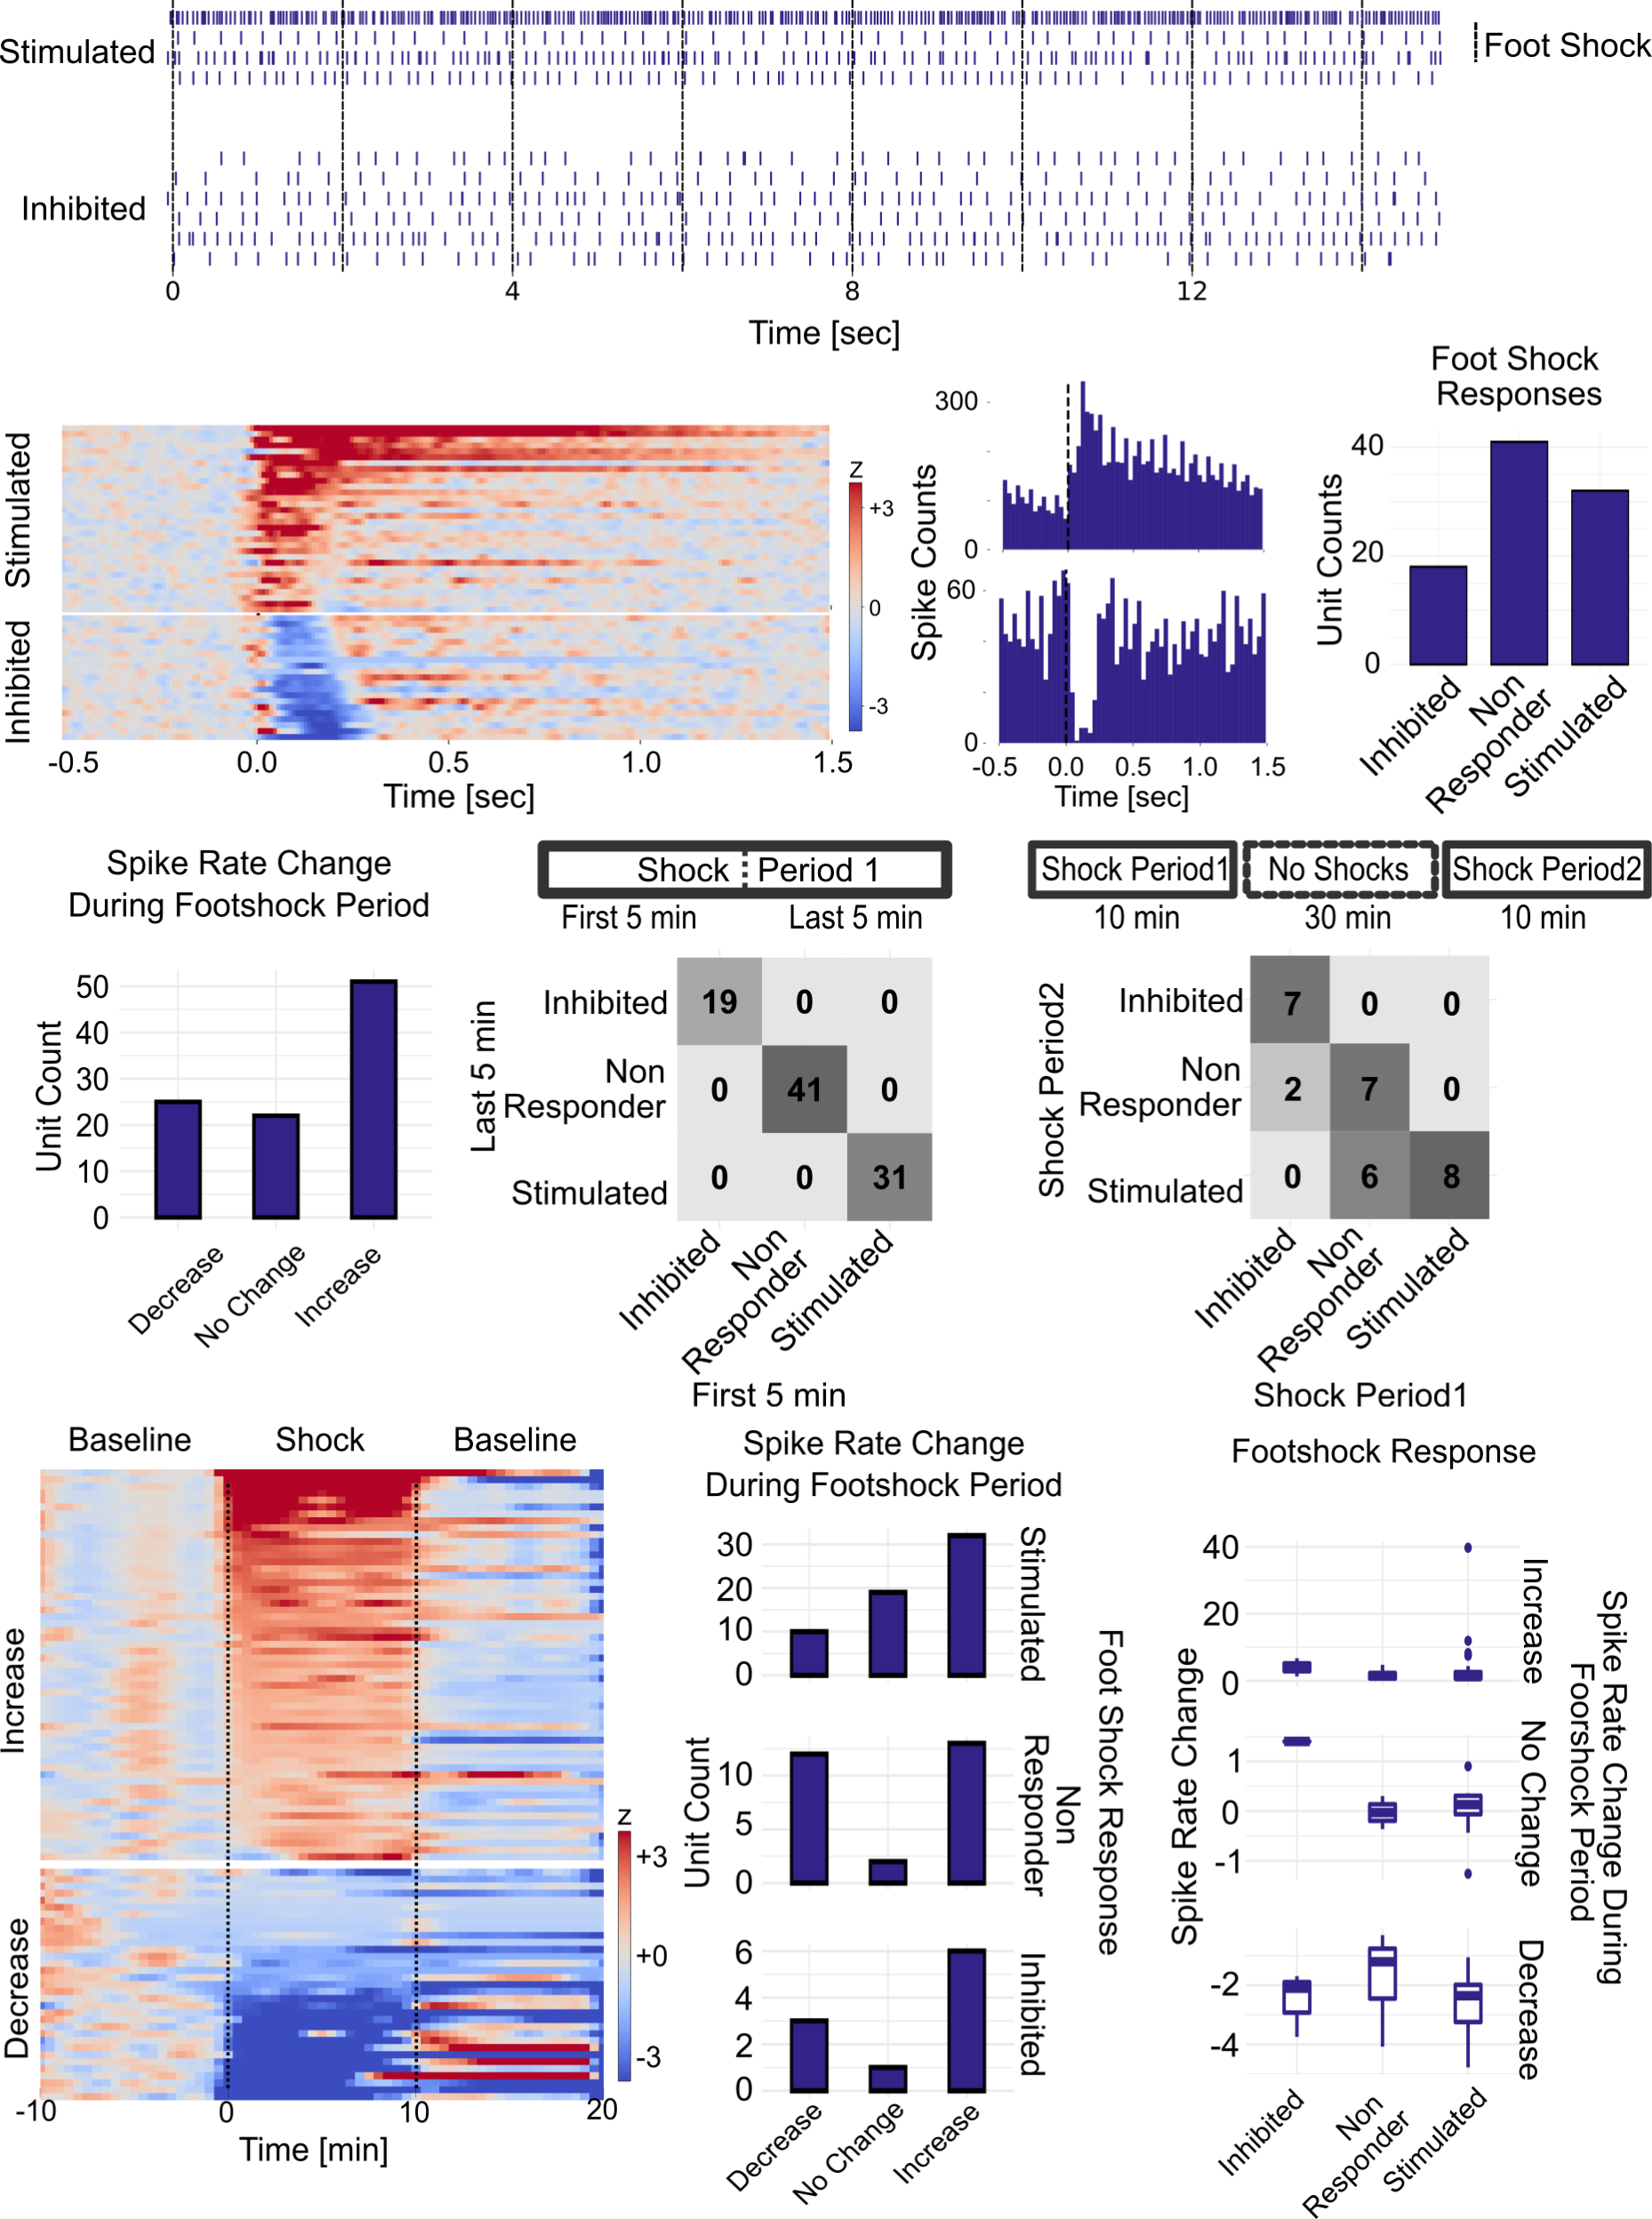 Stimulated
Foot Shock
Inhibited
0
4
8
12
Time [sec]
Stimulated
Inhibited
z
+3
0
-3
-0.5
0.0
0.5
1.0
1.5
Time [sec]
Spike Counts
300
0
60
0
-0.5
0.0
0.5
1.0
1.5
Time [sec]
Foot Shock
Responses
Unit Counts
40
20
0
Inhibited
Non
Responder
Stimulated
Spike Rate Change
During Footshock Period
Unit Count
50
40
30
20
10
0
Decrease
No Change
Increase
Shock Period 1
First 5 min
Last 5 min
Last 5 min
Inhibited
19 0 0
Non
Responder
0 41 0
Stimulated
0 0 31
Inhibited
Non
Responder
Stimulated
First 5 min
Shock Period1
No Shocks
Shock Period2
10 min
30 min
10 min
Shock Period2
Inhibited
7 0 0
Non
Responder
2 7 0
Stimulated
0 6 8
Inhibited
Non
Responder
Stimulated
Shock Period1
Baseline
Shock
Baseline
Increase
Decrease
z
+3
+0
-3
-10
0
10
20
Time [min]
Spike Rate Change
During Footshock Period
Unit Count
30
20
10
0
Stimulated
10
5
0
Non
Responder
6
4
2
0
Inhibited
Foot Shock Response
Decrease
No Change
Increase
Footshock Response
Spike Rate Change
40
20
0
Increase
1
0
-1
No Change
-2
-4
Decrease
Spike Rate Change During
Foorshock Period
Inhibited
Non
Responder
Stimulated